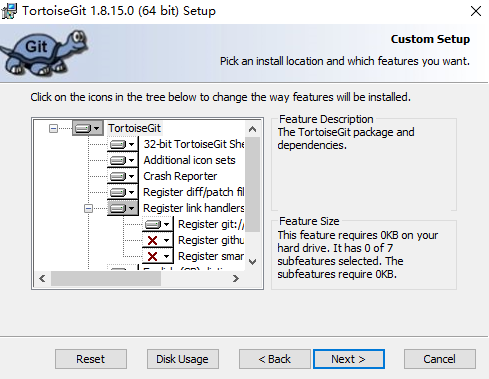 TortoiseGit 1.8.15.0 (64 bit) Setup
Git
Custom Setup
Pick an install location and which features you want.
Click on the icons in the tree below to change the way features will be installed.
TortoiseGit
32-bit TortoiseGit She
Additional icon sets
Crash Reporter
Register diff/patch fil
Register link handlers
Register git://
Register githu
Register smar
Feature Description
The TortoiseGit package and
dependencies.
Feature Size
This feature requires 0KB on your
hard drive. It has 0 of 7
subfeatures selected. The
subfeatures require 0KB.
Reset
Disk Usage
< Back
Next >
Cancel